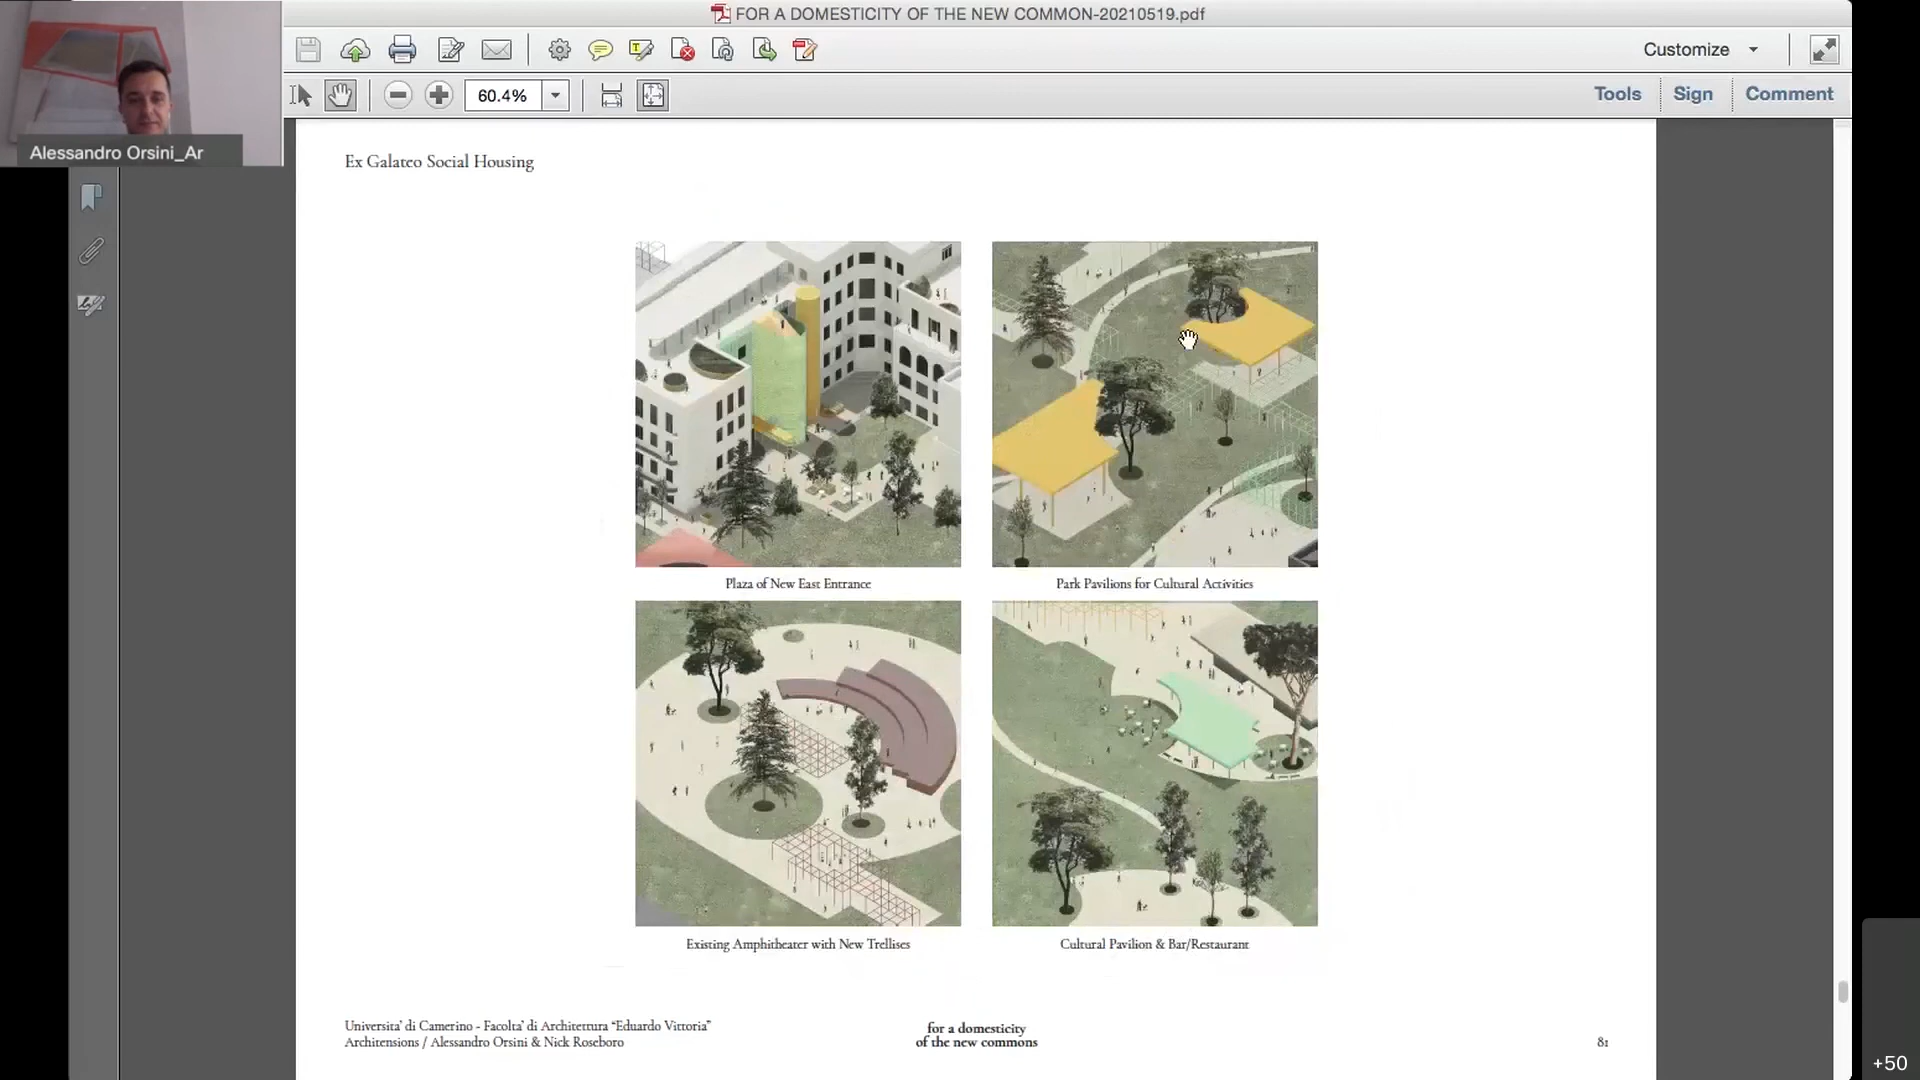 FOR A DOMESTICITY OF THE NEW COMMON-20210519.pdf
Customize
60.4%
Tools
Sign
Comment
Alessandro Orsini_Ar
Ex Galateo Social Housing
Plaza of New East Entrance
Park Pavilions for Cultural Activities
Existing Amphitheater with New Trellises
Cultural Pavilion & Bar/Restaurant
Universita' di Camerino - Facolta' di Architettura "Eduardo Vittoria"
Architensions / Alessandro Orsini & Nick Roseboro
for a domesticity
of the new commons
81
+50